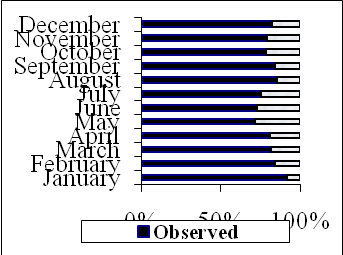 December
November
October
September
August
July
June
May
April
March
February
January
0% 50% 100%
Observed